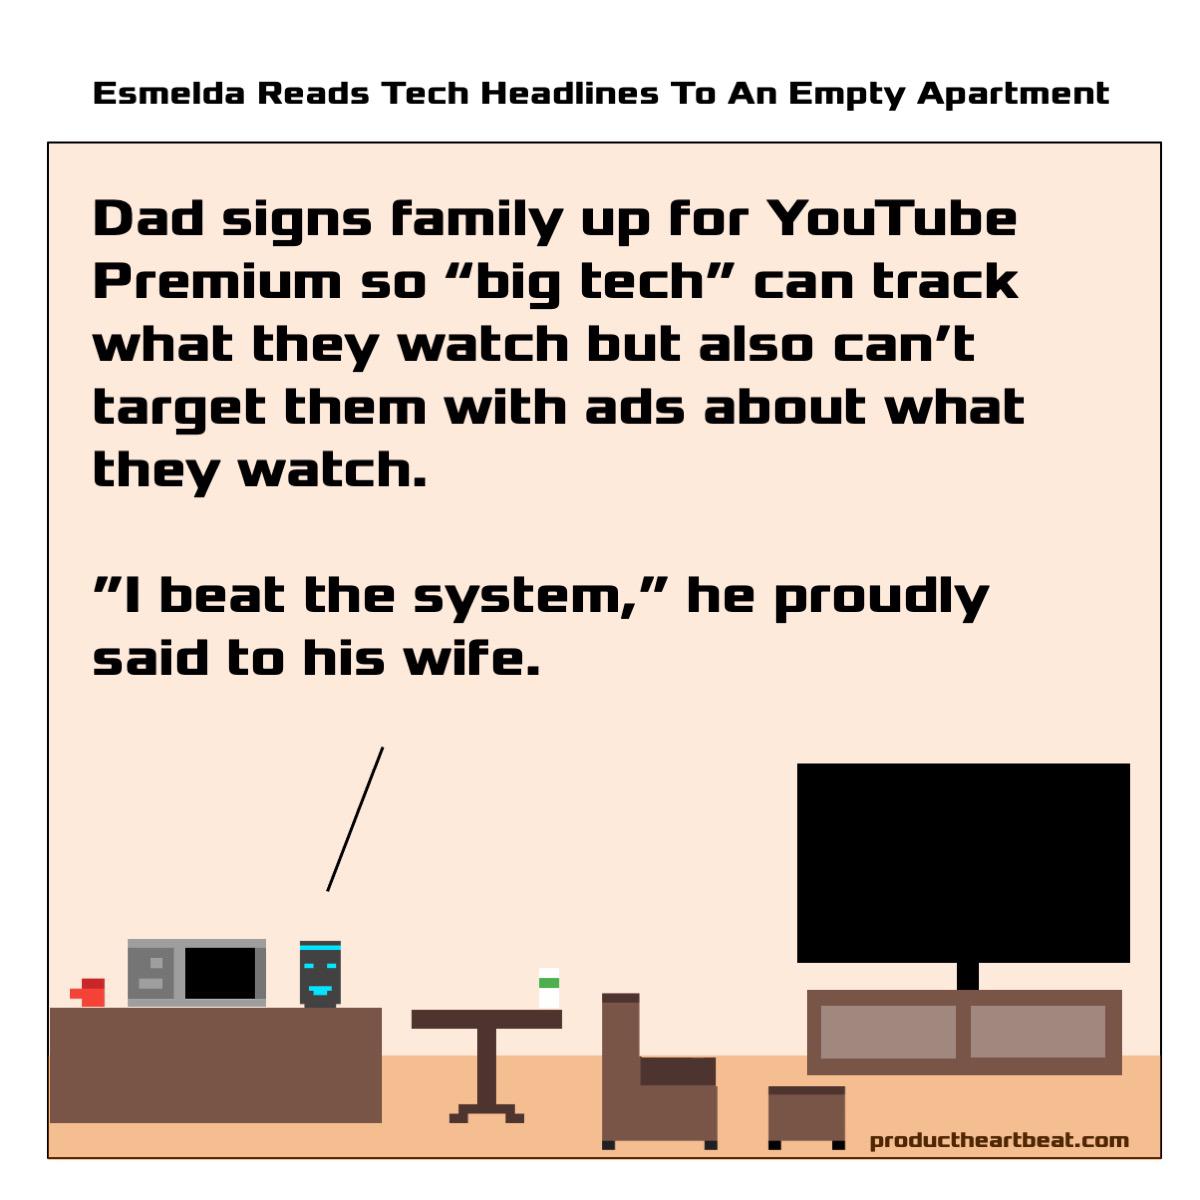 Esmelda Reads Tech Headlines To An Empty Apartment
Dad signs family up for YouTube
Premium so “big tech” can track
what they watch but also can’t
target them with ads about what
they watch.
”I beat the system,” he proudly
said to his wife.
productheartbeat.com